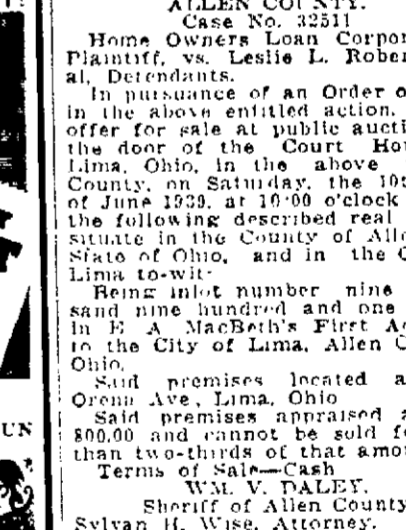 ALLEN COUNTY.
Case No. 32511
Home Owners Loan Corpor
Plaintiff, vs. Leslie L. Rober
al, Defendants.
In pursuance of an Order o
in the above entitled action,
offer for sale at public aucti
the door of the Court Hou
Lima, Ohio, in the above
County, on Saturday, the 10t
of June 1939, at 10:00 o'clock
the following described real
situate in the County of Alle
State of Ohio, and in the C
Lima to-wit:
Being inlot number nine
sand nine hundred and one
in E A MacBeth's First Ad
to the City of Lima, Allen C
Ohio.
Said premises located a
Orena Ave, Lima, Ohio
Said premises appraised a
800.00 and cannot be sold f
than two-thirds of that amo
Terms of Sale—Cash
WM. V. DALEY,
UN
Sheriff of Allen County
Sylvan H. Wise, Attorney.